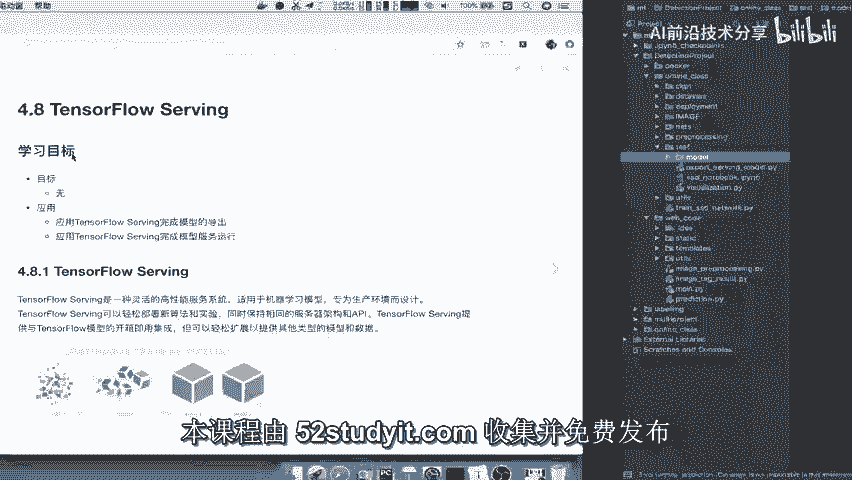 帮助
100%
AI前沿技术分享 bilibili
4.8 TensorFlow Serving
学习目标
目标
无
应用
应用TensorFlow Serving完成模型的导出
应用TensorFlow Serving完成模型服务运行
4.8.1 TensorFlow Serving
TensorFlow Serving是一种灵活的高性能服务系统，适用于机器学习模型，专为生产环境而设计。
TensorFlow Serving可以轻松部署新算法和实验，同时保持相同的服务器架构和API。TensorFlow Serving提
供与TensorFlow模型的开箱即用集成，但可以轻松扩展以提供其他类型的模型和数据。
docker
online_class
ckpt
deployment
IMAGE
nets
preprocessing
test
model
export_serving_model.py
visualization.py
utils
train_ssd_network.py
web_code
.idea
static
templates
utils
main.py
prediction.py
External Libraries
Scratches and Consoles
本课程由 52studyit.com 收集并免费发布